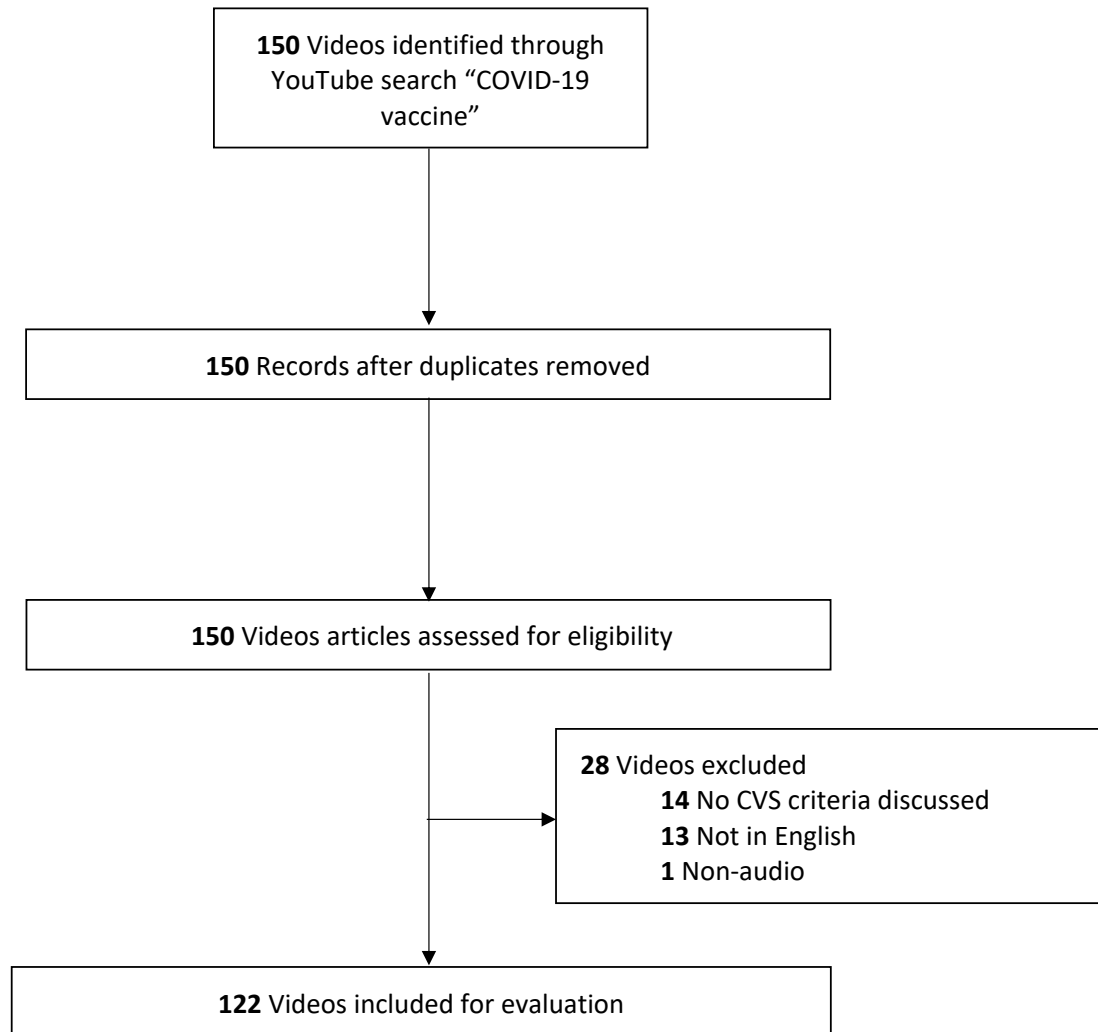 150 Videos identified through
YouTube search “COVID-19
vaccine”
150 Records after duplicates removed
150 Videos articles assessed for eligibility
28 Videos excluded
14 No CVS criteria discussed
13 Not in English
1 Non-audio
122 Videos included for evaluation